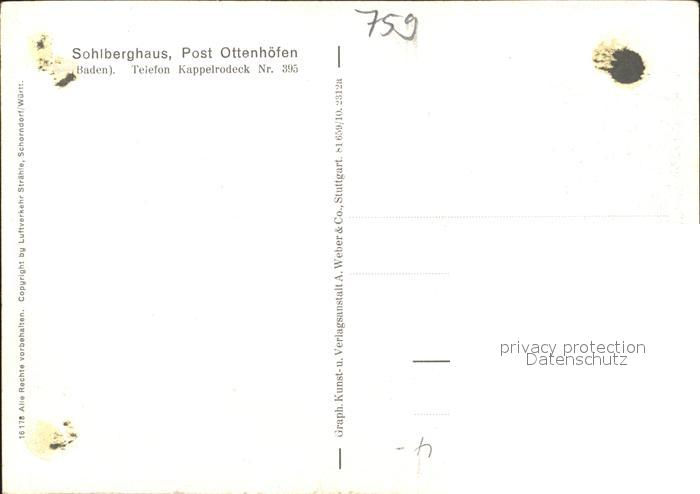 759
Sohlberghaus, Post Ottenhöfen
(Baden). Telefon Kappelrodeck Nr. 395
16178 Alle Rechte vorbehalten. Copyright by Luftverkehr Strähle, Schorndorf/Württ.
Graph. Kunst- u. Verlagsanstalt A. Weber & Co., Stuttgart. 81659/10. 2312a
privacy protection
Datenschutz